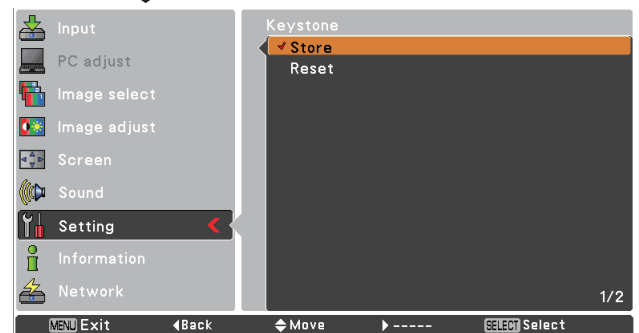 Input
PC adjust
Image select
Image adjust
Screen
Sound
Setting
Information
Network
Keystone
Store
Reset
1/2
MENU Exit ◀Back Move ▶----- SELECT Select